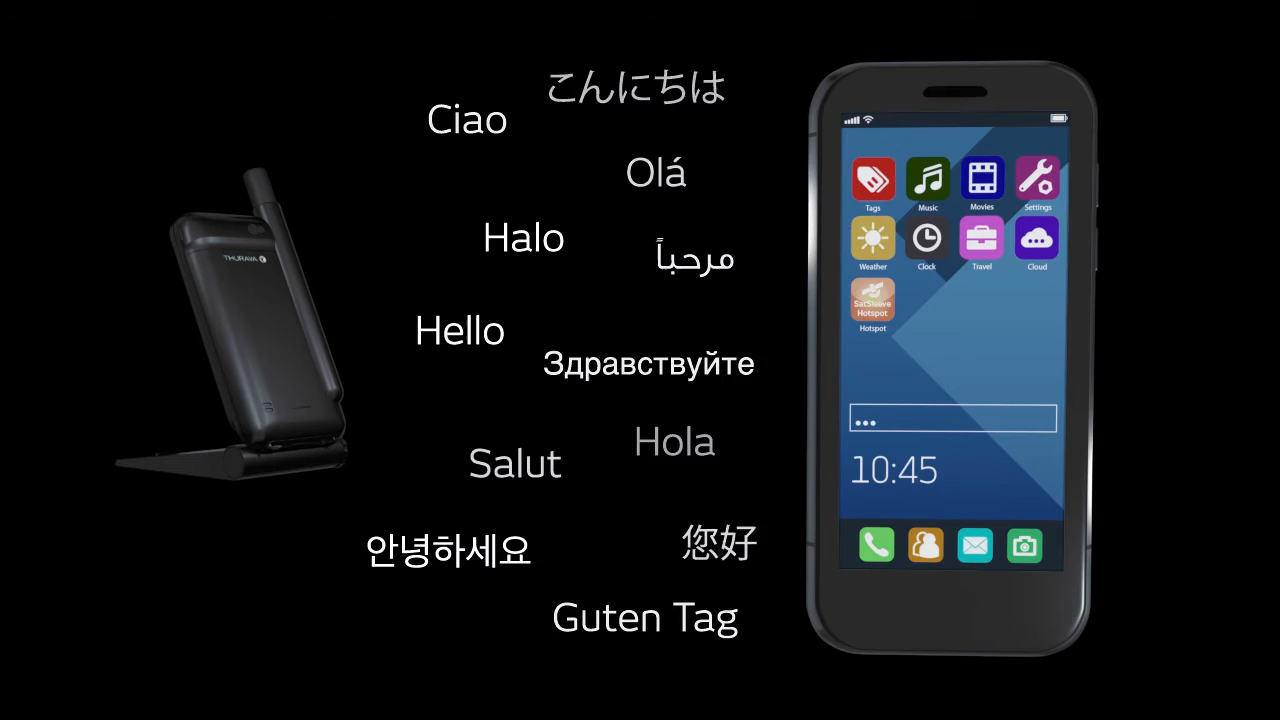 こんにちは
Ciao
Olá
Halo
مرحباً
THURAYA
Hello
Здравствуйте
Hola
Salut
안녕하세요
您好
Guten Tag
Tags Music Movies Settings
Weather Clock Travel Cloud
SatSleeve
Hotspot
Hotspot
...
10:45